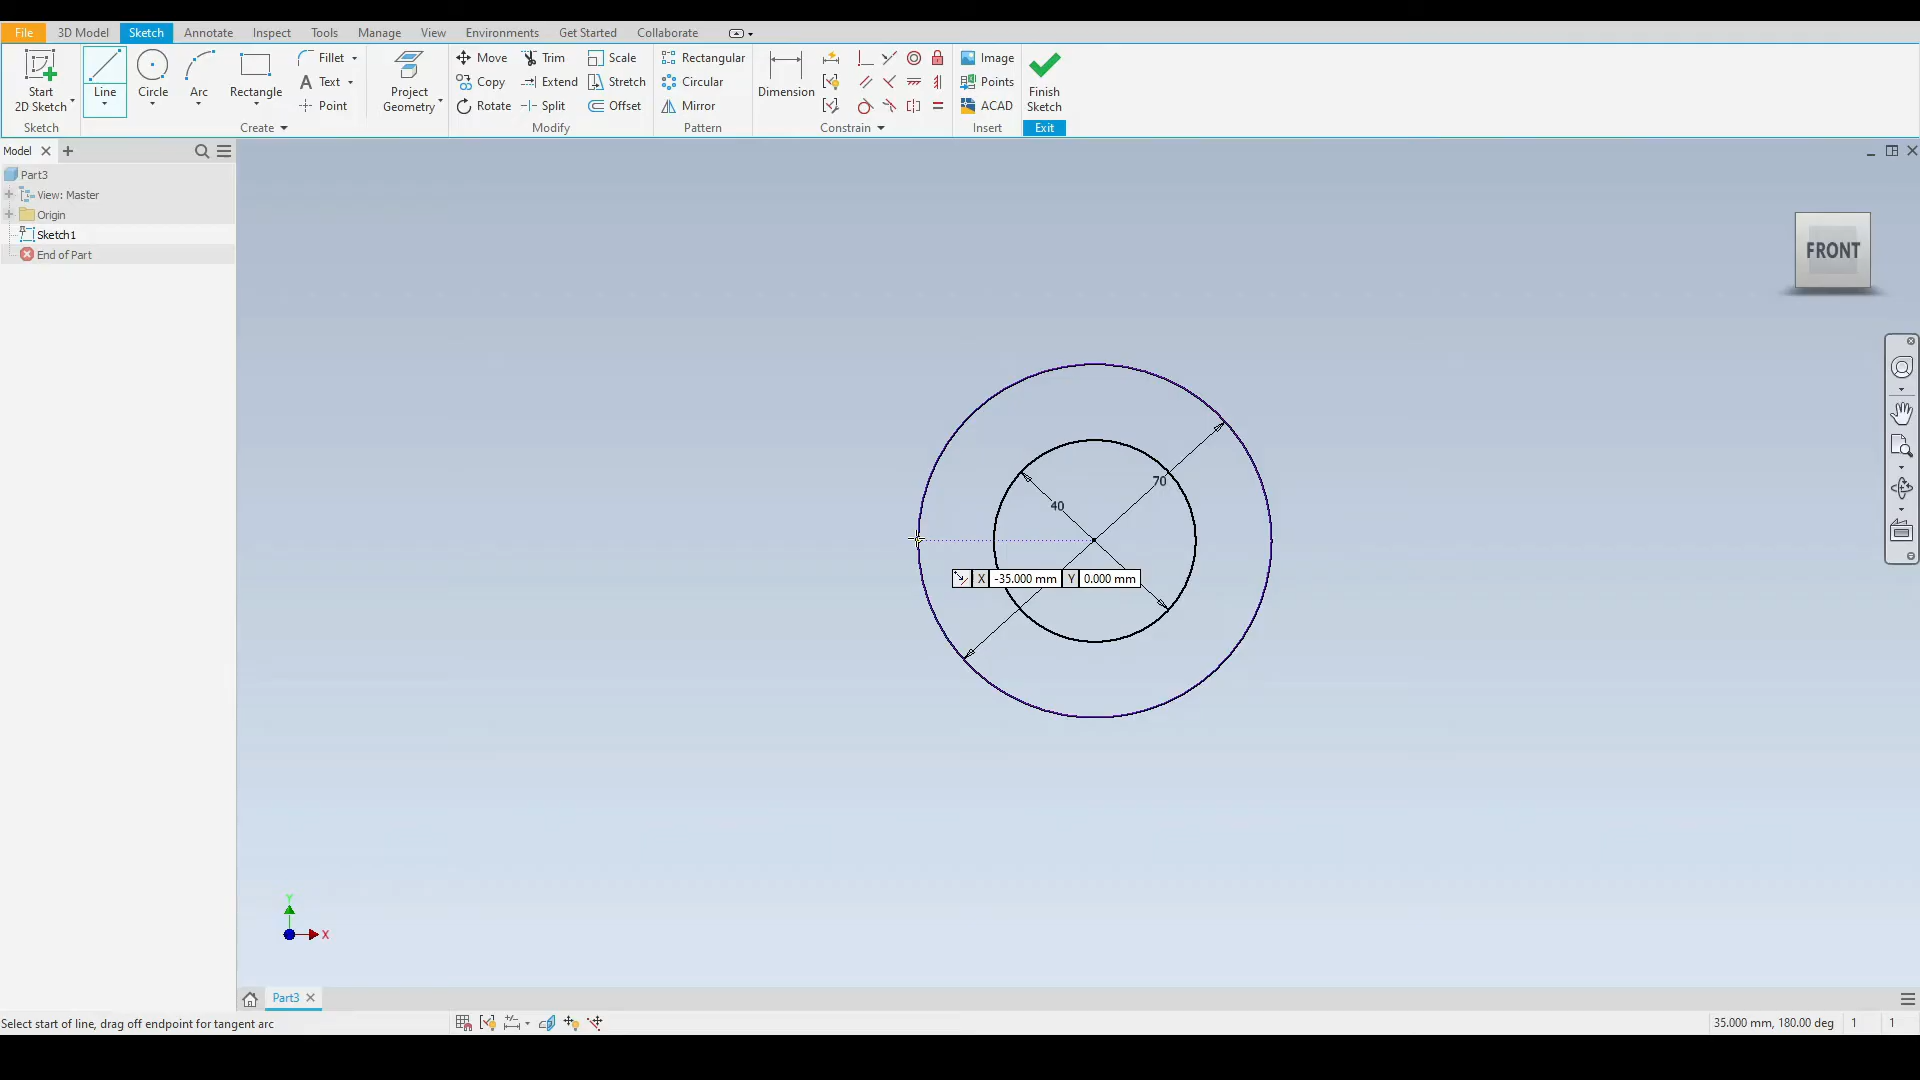 File 3D Model Sketch Annotate Inspect Tools Manage View Environments Get Started Collaborate
Start 2D Sketch
Line
Circle
Arc
Rectangle
Fillet
Text
Point
Project Geometry
Move
Copy
Rotate
Trim
Extend
Split
Scale
Stretch
Offset
Rectangular
Circular
Mirror
Dimension
Image
Points
ACAD
Finish Sketch
Sketch Create Modify Pattern Constrain Insert Exit
Model
Part3
View: Master
Origin
Sketch1
End of Part
FRONT
70
40
X -35.000 mm Y 0.000 mm
Y
X
Part3
Select start of line, drag off endpoint for tangent arc
35.000 mm, 180.00 deg 1 1